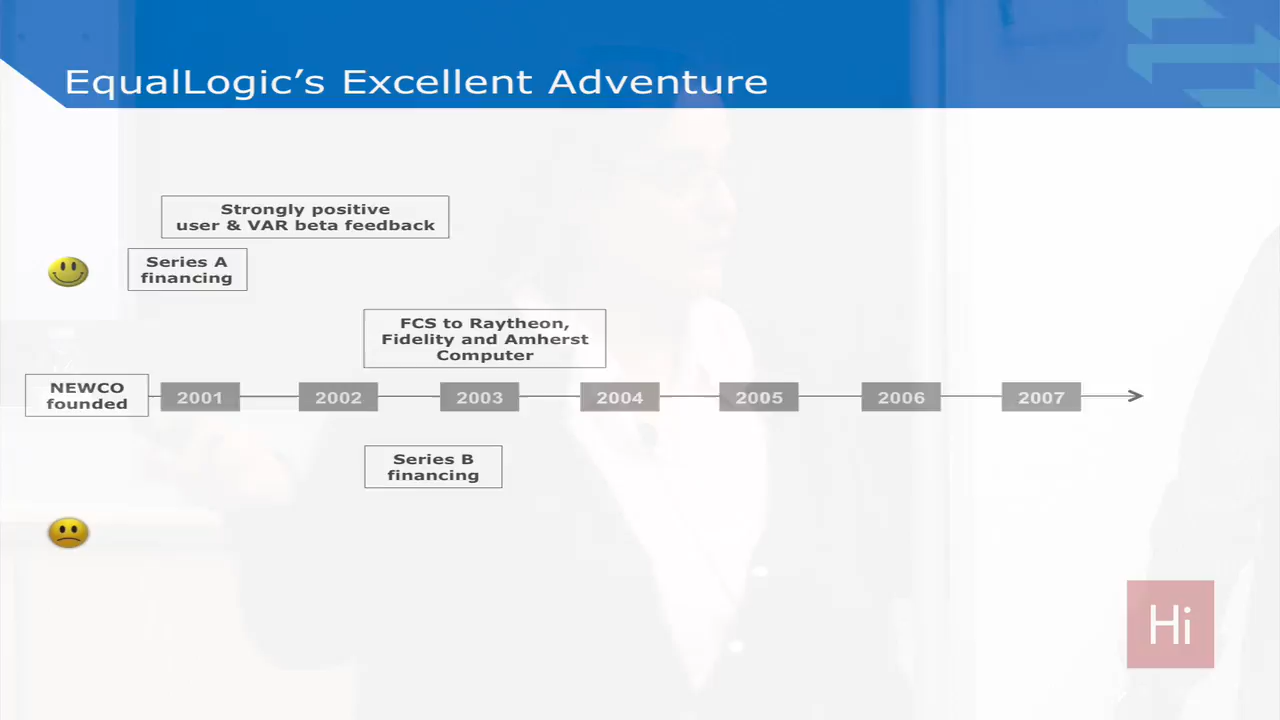 EqualLogic's Excellent Adventure
Strongly positive
user & VAR beta feedback
Series A
financing
FCS to Raytheon,
Fidelity and Amherst
Computer
NEWCO
founded
2001
2002
2003
2004
2005
2006
2007
Series B
financing
Hi